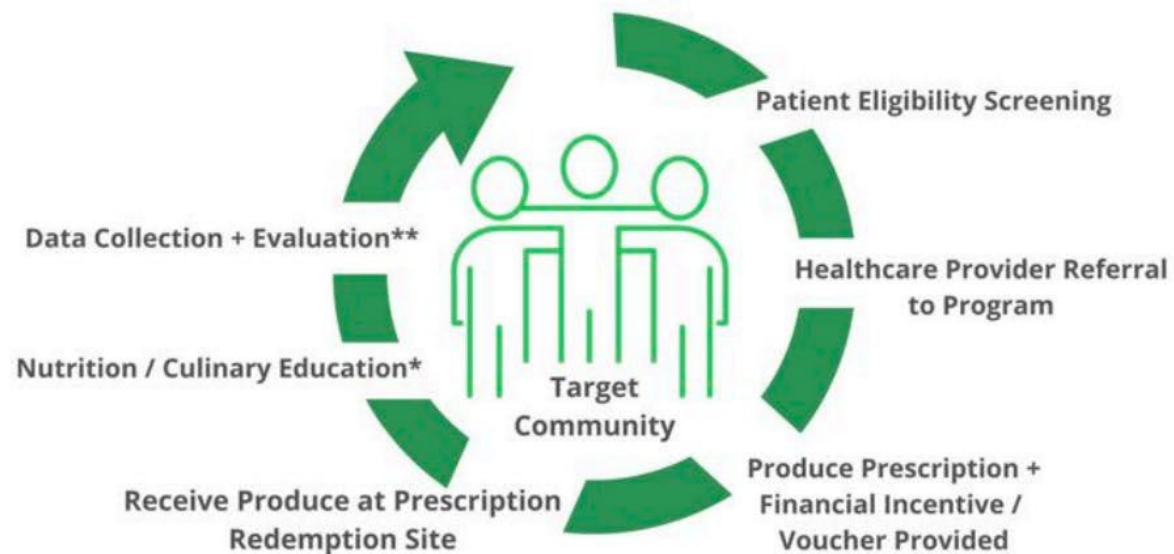 Patient Eligibility Screening
Healthcare Provider Referral
to Program
Produce Prescription +
Financial Incentive /
Voucher Provided
Receive Produce at Prescription
Redemption Site
Nutrition / Culinary Education*
Data Collection + Evaluation**
Target
Community